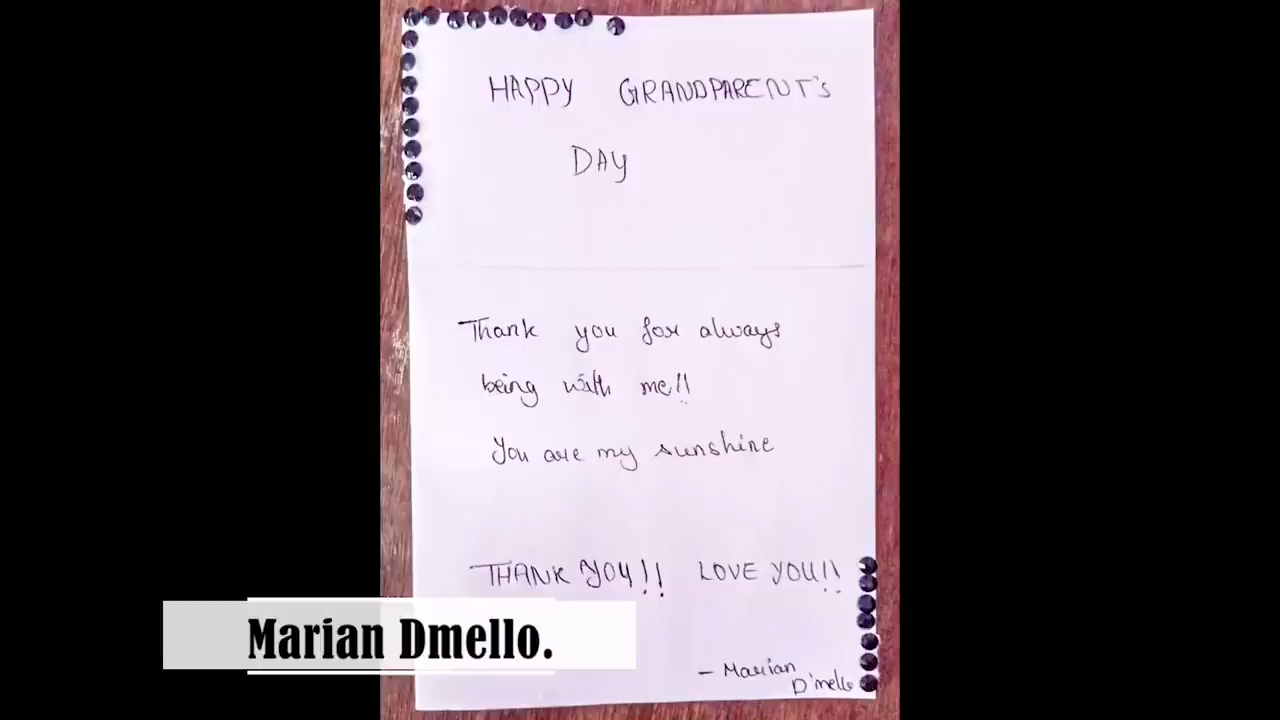 HAPPY GRANDPARENT's
DAY
Thank you for always
being with me!!
You are my sunshine
THANK YOU!! LOVE YOU!!
Marian Dmello.
- Marian
D'mello